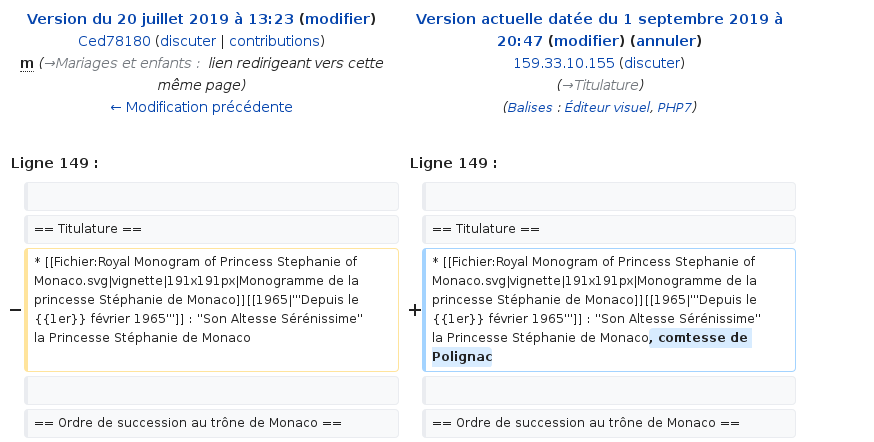 Version du 20 juillet 2019 à 13:23 (modifier)
Ced78180 (discuter | contributions)
m (→Mariages et enfants : lien redirigeant vers cette
même page)
← Modification précédente
Version actuelle datée du 1 septembre 2019 à
20:47 (modifier) (annuler)
159.33.10.155 (discuter)
(→Titulature)
(Balises : Éditeur visuel, PHP7)
Ligne 149 :
Ligne 149 :
== Titulature ==
== Titulature ==
−
* [[Fichier:Royal Monogram of Princess Stephanie of
Monaco.svg|vignette|191x191px|Monogramme de la
princesse Stéphanie de Monaco]][[1965|'''Depuis le
{{1er}} février 1965''']] : ''Son Altesse Sérénissime''
la Princesse Stéphanie de Monaco
+
* [[Fichier:Royal Monogram of Princess Stephanie of
Monaco.svg|vignette|191x191px|Monogramme de la
princesse Stéphanie de Monaco]][[1965|'''Depuis le
{{1er}} février 1965''']] : ''Son Altesse Sérénissime''
la Princesse Stéphanie de Monaco, comtesse de
Polignac
== Ordre de succession au trône de Monaco ==
== Ordre de succession au trône de Monaco ==